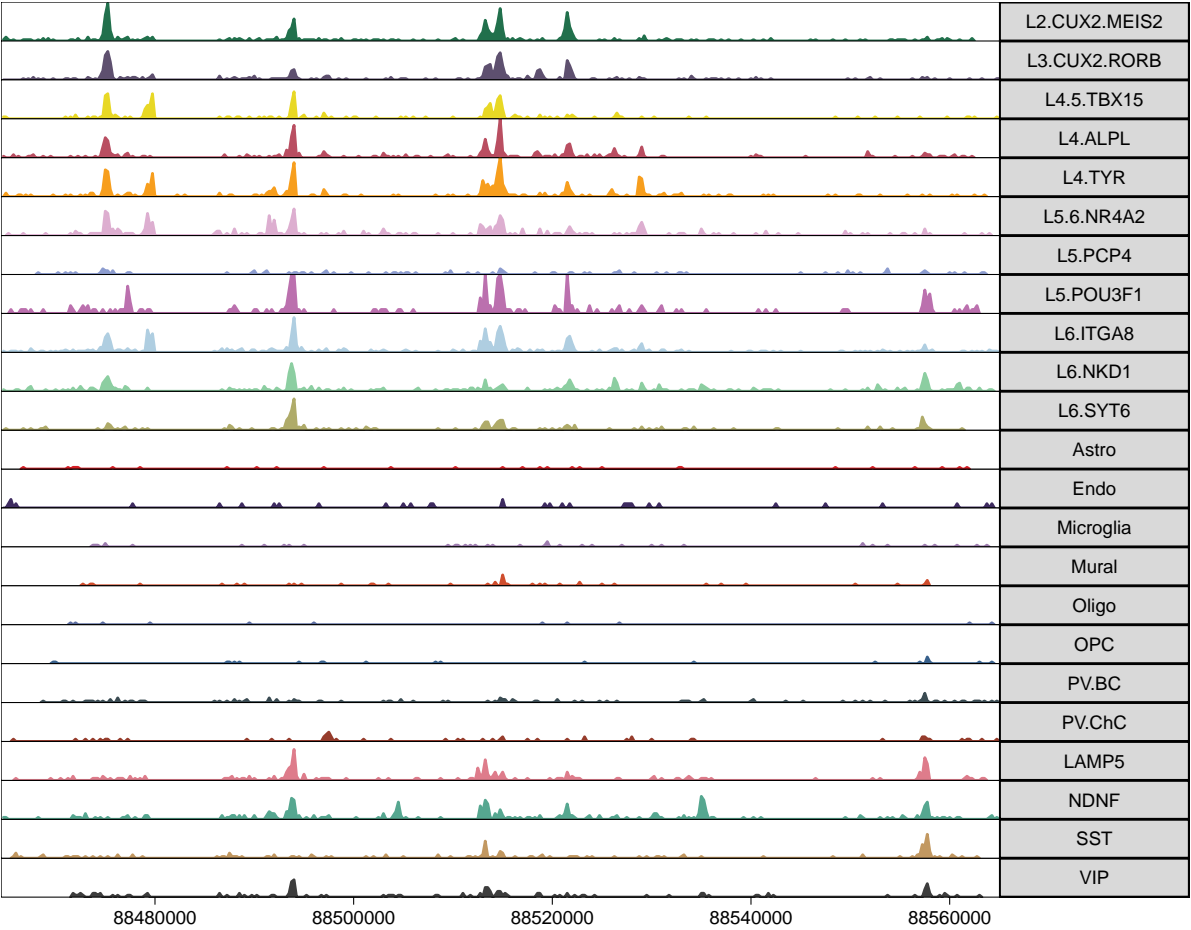 L2.CUX2.MEIS2
L3.CUX2.RORB
L4.5.TBX15
L4.ALPL
L4.TYR
L5.6.NR4A2
L5.PCP4
L5.POU3F1
L6.ITGA8
L6.NKD1
L6.SYT6
Astro
Endo
Microglia
Mural
Oligo
OPC
PV.BC
PV.ChC
LAMP5
NDNF
SST
VIP
88480000 88500000 88520000 88540000 88560000